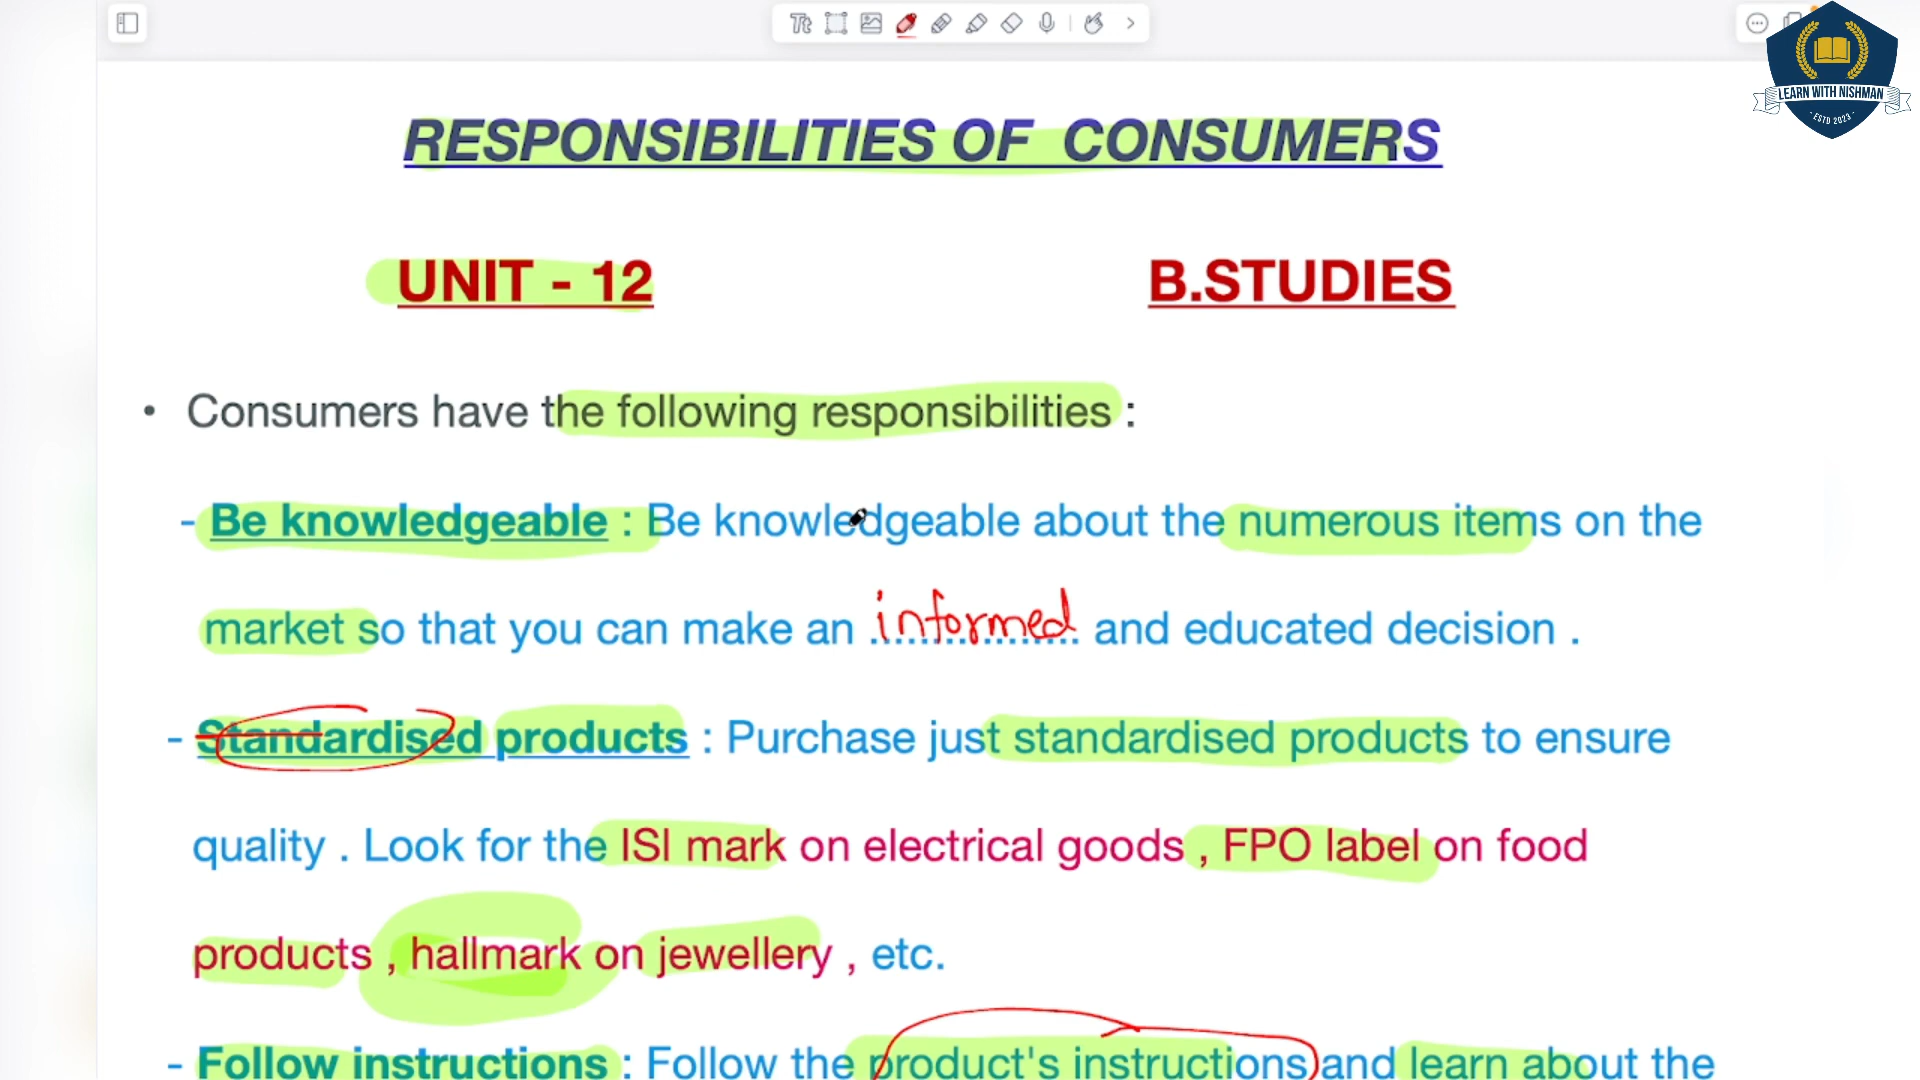 LEARN WITH NISHMAN
ESTD 2023
RESPONSIBILITIES OF CONSUMERS
UNIT - 12 B.STUDIES
• Consumers have the following responsibilities :
- Be knowledgeable : Be knowledgeable about the numerous items on the
market so that you can make an informed and educated decision .
- Standardised products : Purchase just standardised products to ensure
quality . Look for the ISI mark on electrical goods , FPO label on food
products , hallmark on jewellery , etc.
- Follow instructions : Follow the product's instructions and learn about the